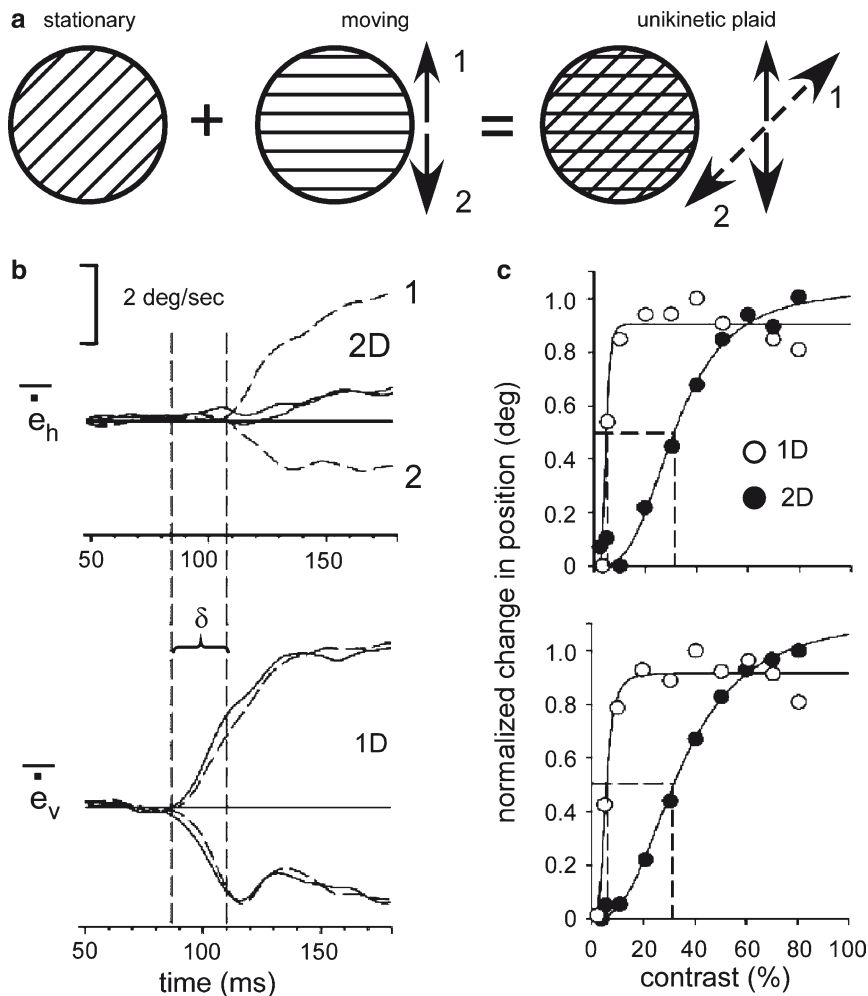 a stationary moving unikinetic plaid
1
+ =
2
1
2
b
2 deg/sec
1
2D
ėh
2
50 100 150
δ
1D
ėv
50 100 150
time (ms)
c
normalized change in position (deg)
1.0
0.8
0.6
0.4
0.2
0
1D
2D
1.0
0.8
0.6
0.4
0.2
0
0 20 40 60 80 100
contrast (%)